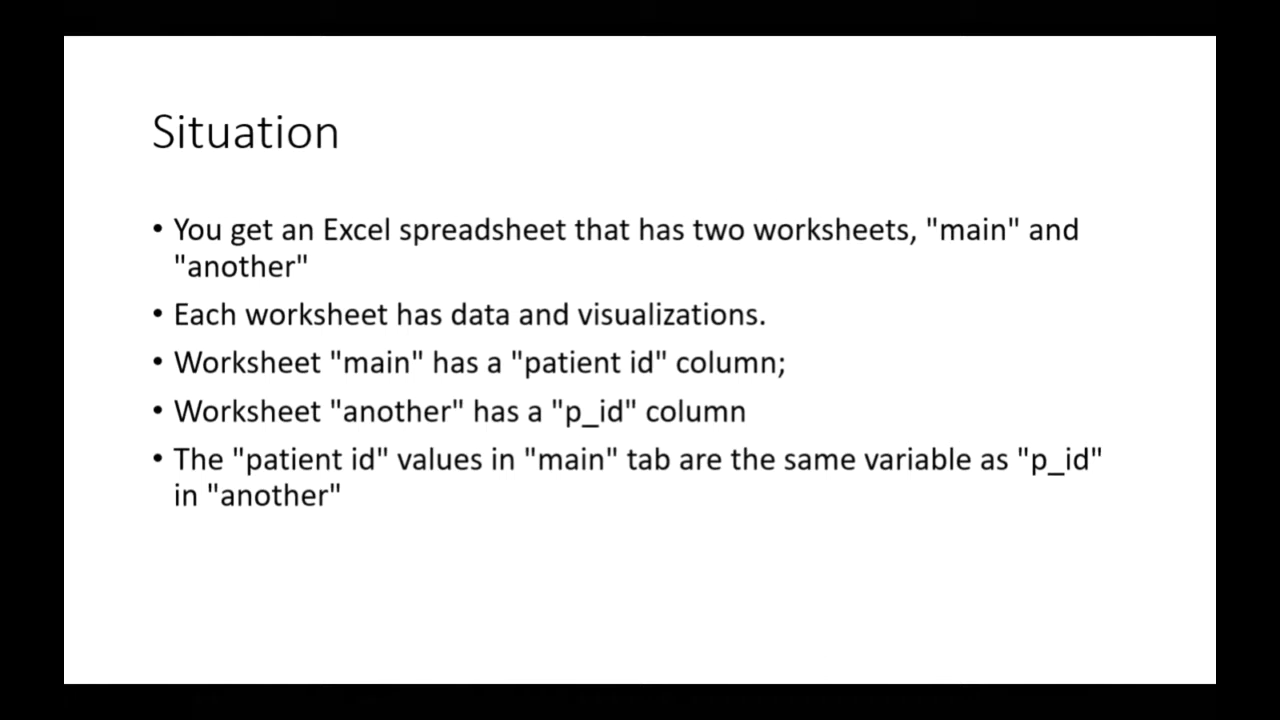 Situation
• You get an Excel spreadsheet that has two worksheets, "main" and
"another"
• Each worksheet has data and visualizations.
• Worksheet "main" has a "patient id" column;
• Worksheet "another" has a "p_id" column
• The "patient id" values in "main" tab are the same variable as "p_id"
in "another"